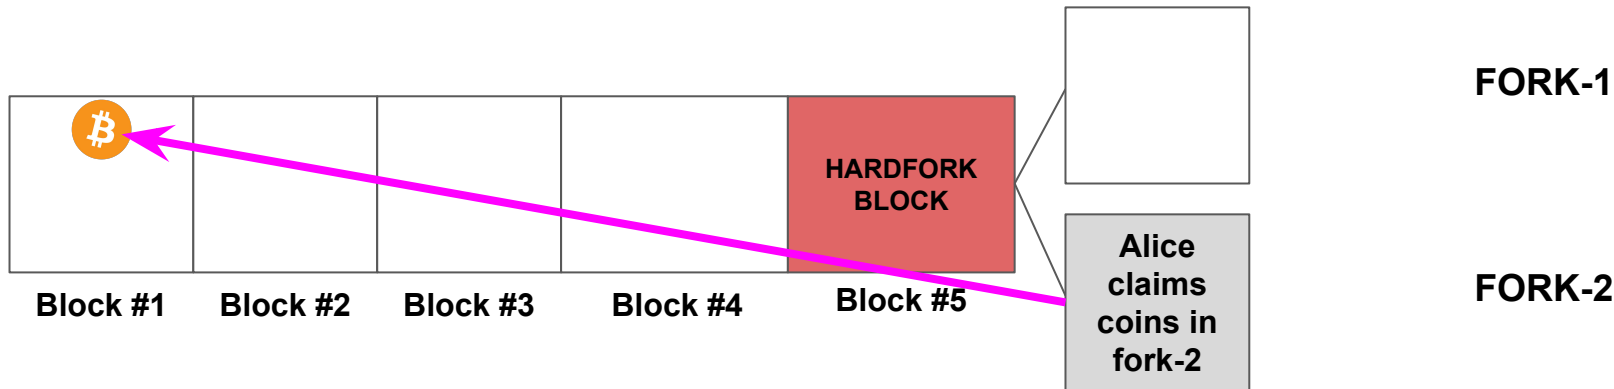 FORK-1
HARDFORK
BLOCK
Alice
claims
coins in
fork-2
Block #1
Block #2
Block #3
Block #4
Block #5
FORK-2